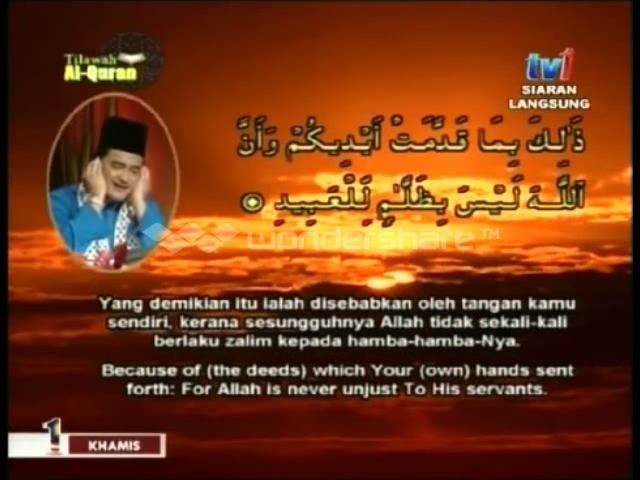 Tilawah
Al-Quran
tv1
SIARAN
LANGSUNG
ذَٰلِكَ بِمَا قَدَّمَتْ أَيْدِيكُمْ وَأَنَّ
ٱللَّهَ لَيْسَ بِظَلَّامٍ لِّلْعَبِيدِ
wondershare™
Yang demikian itu ialah disebabkan oleh tangan kamu
sendiri, kerana sesungguhnya Allah tidak sekali-kali
berlaku zalim kepada hamba-hamba-Nya.
Because of (the deeds) which Your (own) hands sent
forth: For Allah is never unjust To His servants.
1
KHAMIS